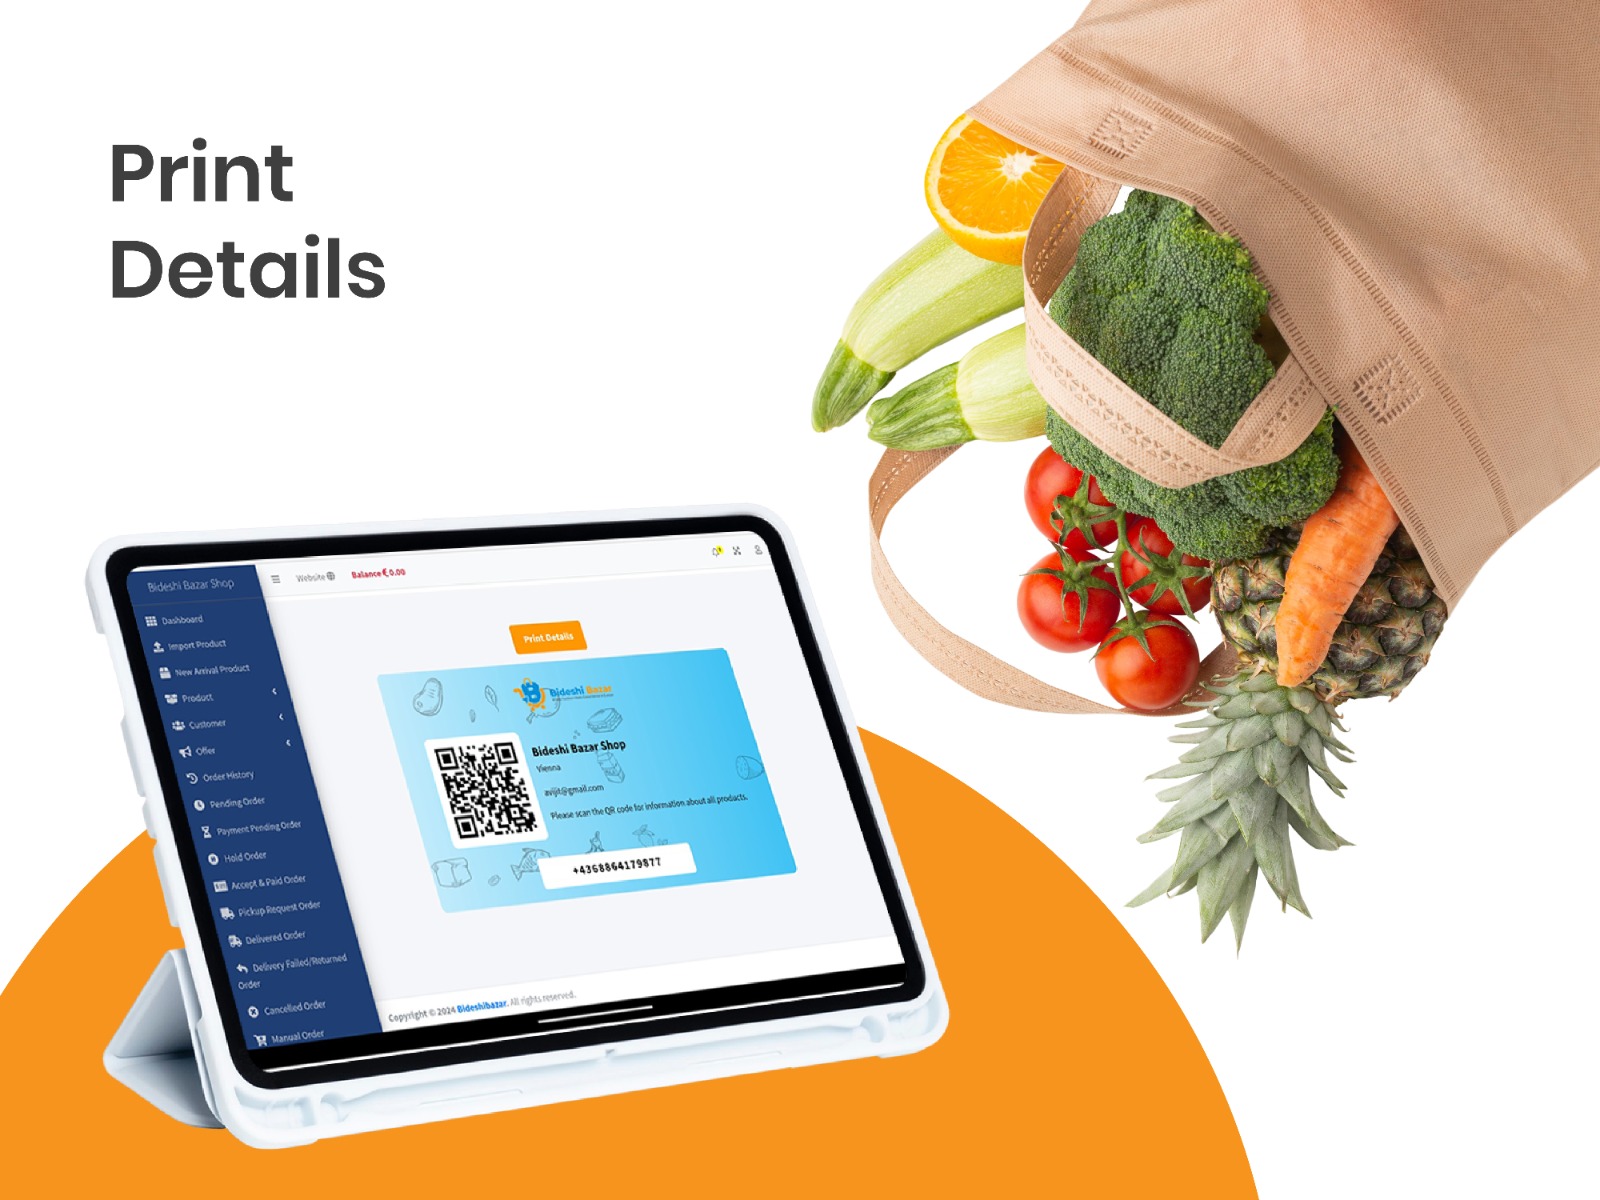 Print
Details
Bideshi Bazar Shop
Website
Balance €0.00
Dashboard
Import Product
New Arrival Product
Product
Customer
Offer
Order History
Pending Order
Payment Pending Order
Hold Order
Accept & Paid Order
Pickup Request Order
Delivered Order
Delivery Failed/Returned
Order
Cancelled Order
Manual Order
Print Details
Bideshi Bazar
Bideshi Bazar Shop
Vienna
avijit@gmail.com
Please scan the QR code for information about all products.
+4368864179877
Copyright © 2024 Bideshibazar. All rights reserved.